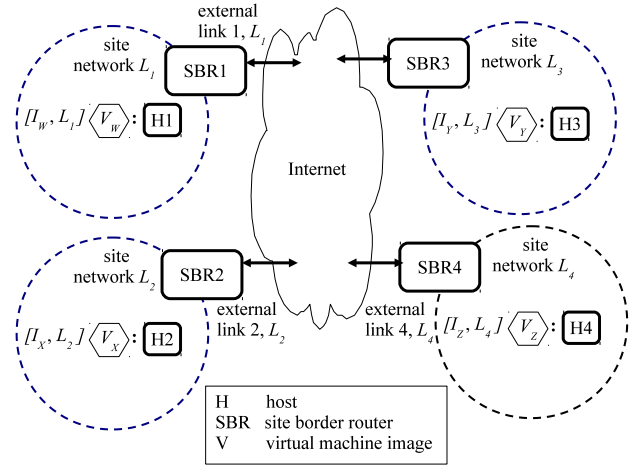 external
link 1, L1
site
network L1
SBR1
[IW, L1] VW: H1
SBR3
site
network L3
[IY, L3] VY: H3
Internet
site
network L2
SBR2
external
link 2, L2
[IX, L2] VX: H2
SBR4
site
network L4
external
link 4, L4
[IZ, L4] VZ: H4
H host
SBR site border router
V virtual machine image